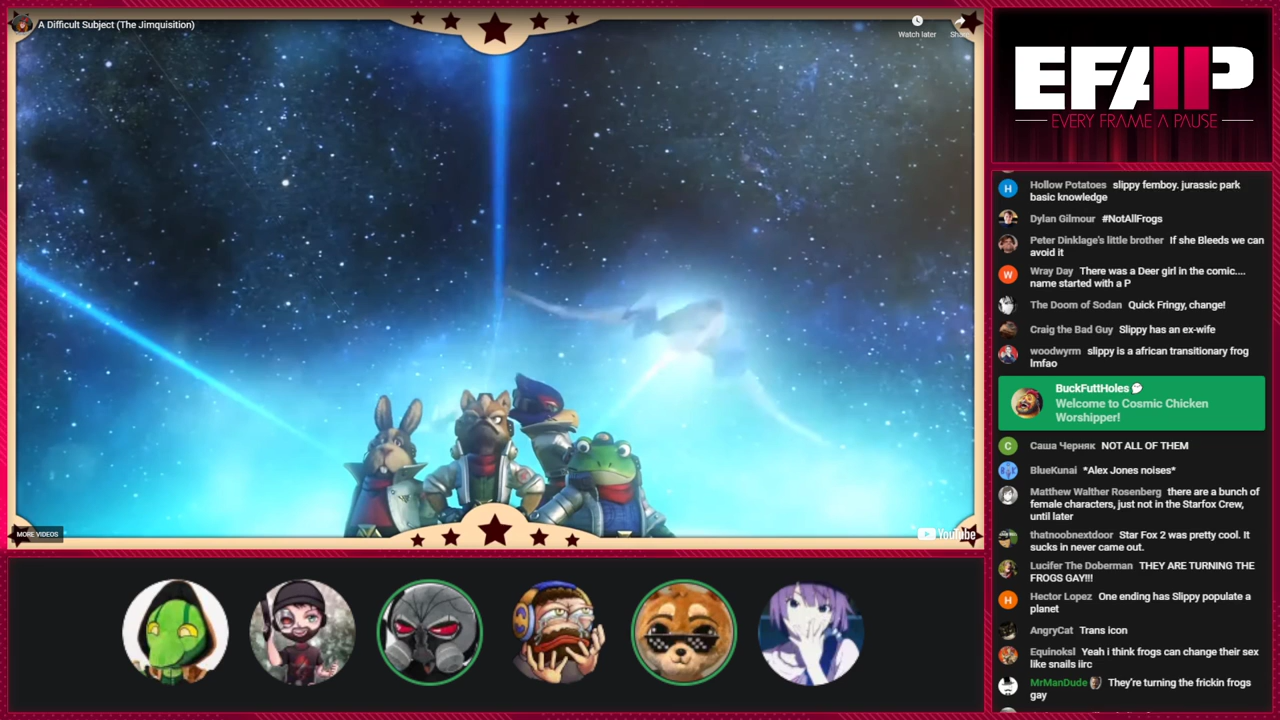 A Difficult Subject (The Jimquisition)
Watch later
MORE VIDEOS
YouTube
EFAP
EVERY FRAME A PAUSE
Hollow Potatoes slippy femboy. jurassic park
basic knowledge
Dylan Gilmour #NotAllFrogs
Peter Dinklage's little brother If she Bleeds we can
avoid it
Wray Day There was a Deer girl in the comic....
name started with a P
The Doom of Sodan Quick Fringy, change!
Craig the Bad Guy Slippy has an ex-wife
woodwyrm slippy is a african transitionary frog
lmfao
BuckFuttHoles
Welcome to Cosmic Chicken
Worshipper!
Саша Черняк NOT ALL OF THEM
BlueKunai *Alex Jones noises*
Matthew Walther Rosenberg there are a bunch of
female characters, just not in the Starfox Crew,
until later
thatnoobnextdoor Star Fox 2 was pretty cool. It
sucks in never came out.
Lucifer The Doberman THEY ARE TURNING THE
FROGS GAY!!!
Hector Lopez One ending has Slippy populate a
planet
AngryCat Trans icon
Equinoksl Yeah i think frogs can change their sex
like snails iirc
MrManDude They're turning the frickin frogs
gay